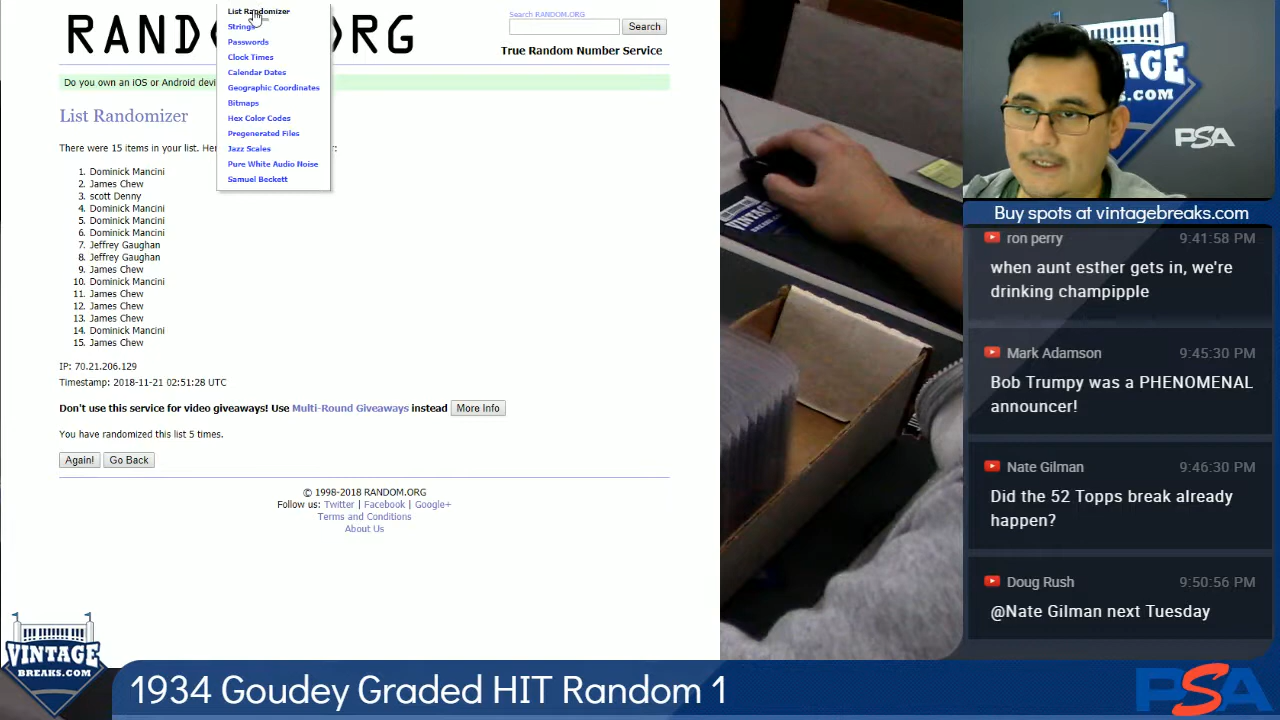 List Randomizer
Strings
Passwords
Clock Times
Calendar Dates
Geographic Coordinates
Bitmaps
Hex Color Codes
Pregenerated Files
Jazz Scales
Pure White Audio Noise
Samuel Beckett
Search RANDOM.ORG
Search
True Random Number Service
Do you own an iOS or Android
List Randomizer
There were 15 items in your list.
1. Dominick Mancini
2. James Chew
3. scott Denny
4. Dominick Mancini
5. Dominick Mancini
6. Dominick Mancini
7. Jeffrey Gaughan
8. Jeffrey Gaughan
9. James Chew
10. Dominick Mancini
11. James Chew
12. James Chew
13. James Chew
14. Dominick Mancini
15. James Chew
IP: 70.21.206.129
Timestamp: 2018-11-21 02:51:28 UTC
Don't use this service for video giveaways! Use Multi-Round Giveaways instead More Info
You have randomized this list 5 times.
Again! Go Back
© 1998-2018 RANDOM.ORG
Follow us: Twitter | Facebook | Google+
Terms and Conditions
About Us
VINTAGE
PSA
Buy spots at vintagebreaks.com
ron perry 9:41:58 PM
when aunt esther gets in, we're
drinking champipple
Mark Adamson 9:45:30 PM
Bob Trumpy was a PHENOMENAL
announcer!
Nate Gilman 9:46:30 PM
Did the 52 Topps break already
happen?
Doug Rush 9:50:56 PM
@Nate Gilman next Tuesday
VINTAGE
BREAKS.COM
1934 Goudey Graded HIT Random 1
PSA